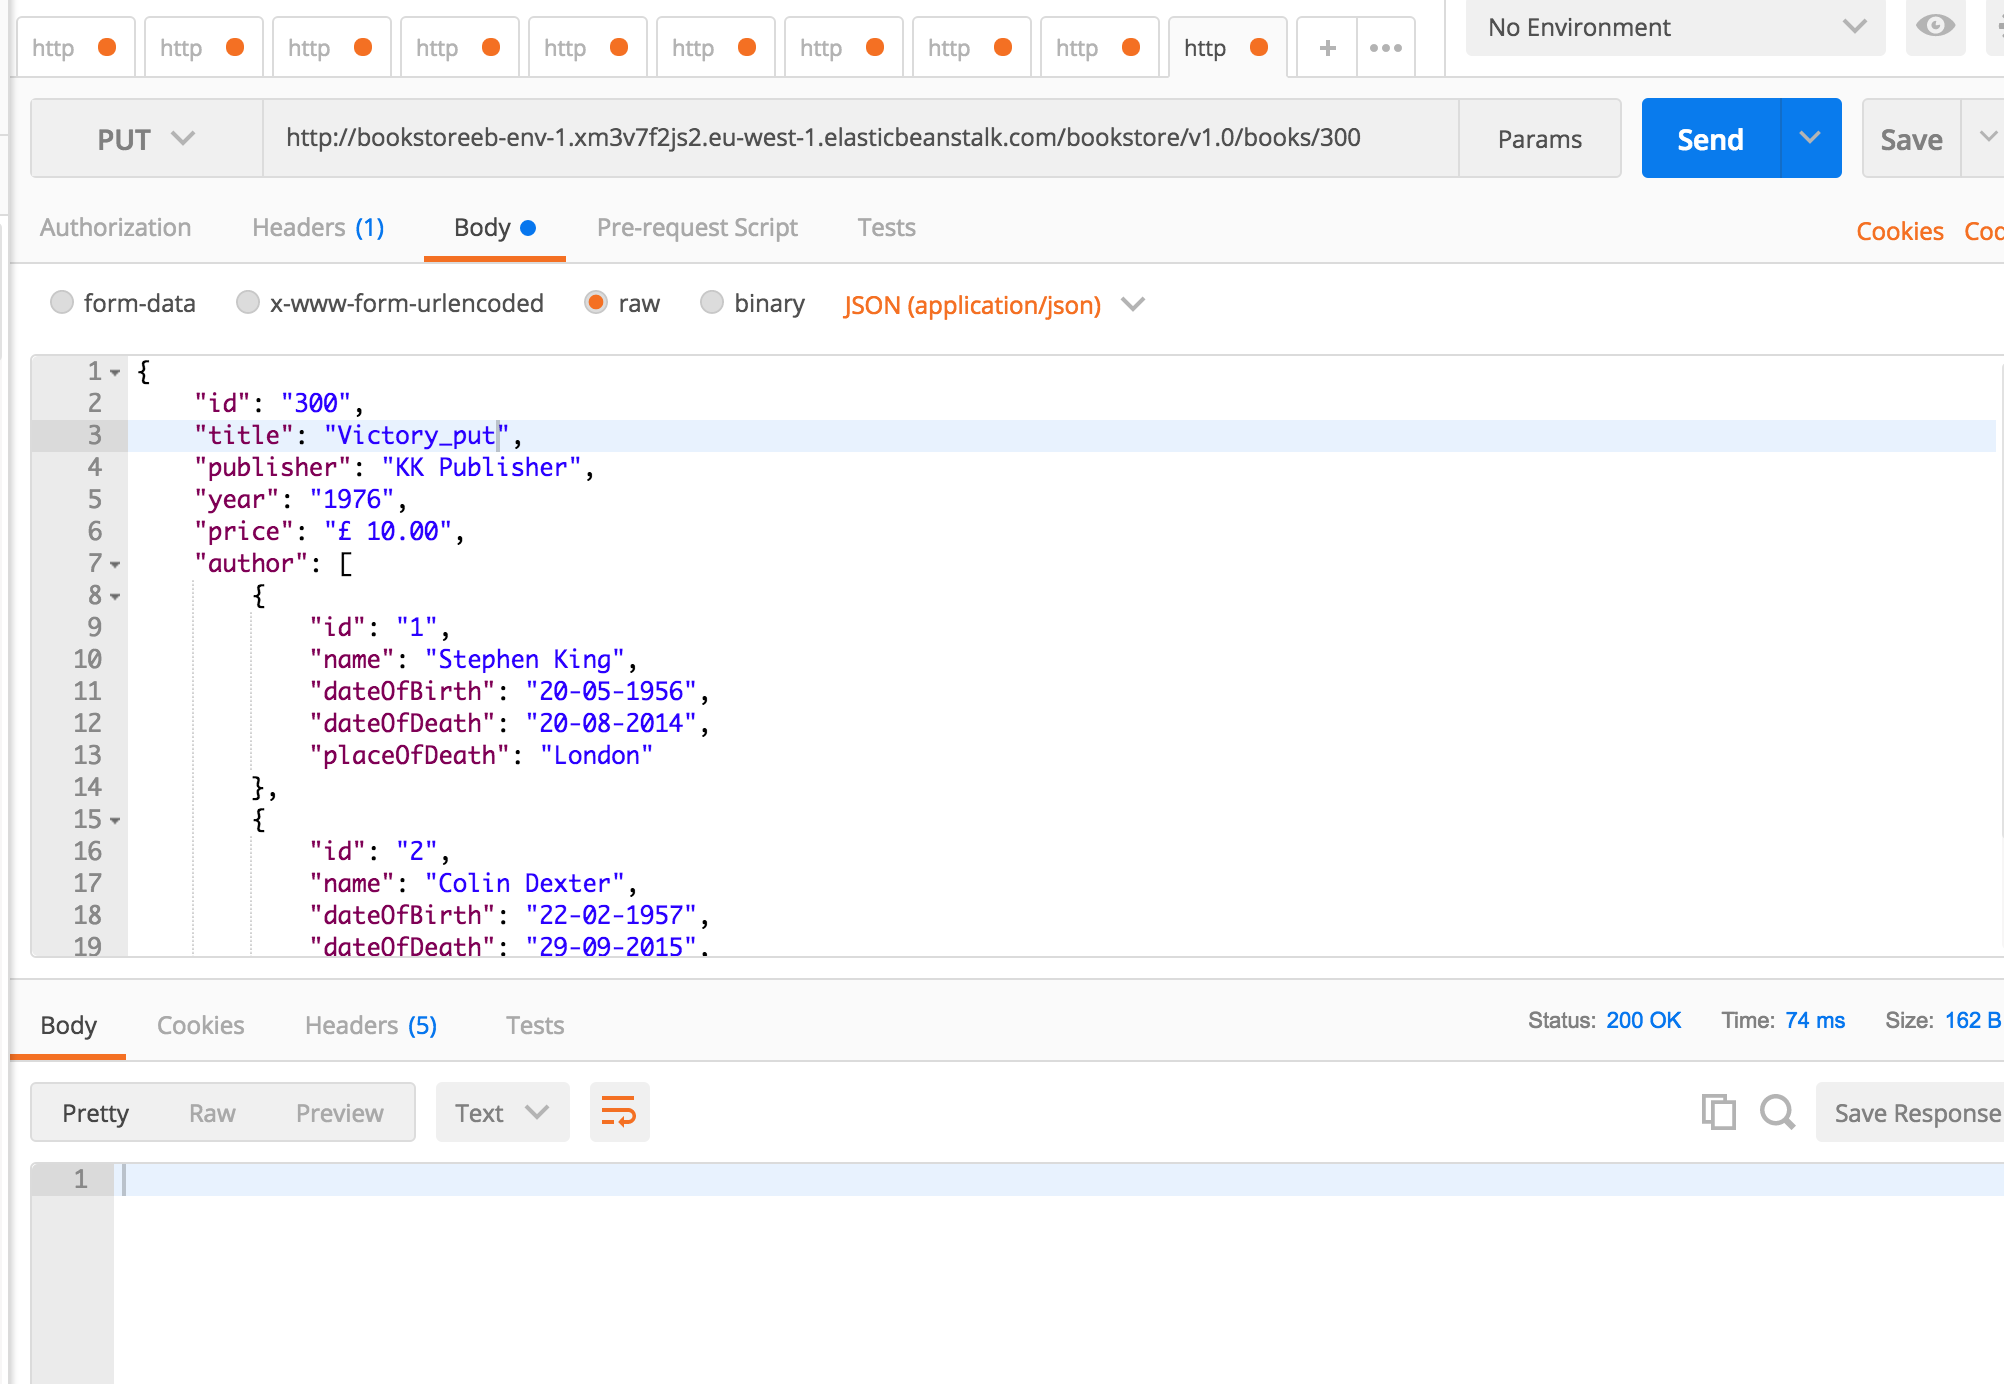 http http http http http http http http http http + ••• No Environment
PUT http://bookstoreeb-env-1.xm3v7f2js2.eu-west-1.elasticbeanstalk.com/bookstore/v1.0/books/300 Params Send Save
Authorization Headers (1) Body Pre-request Script Tests Cookies
form-data x-www-form-urlencoded raw binary JSON (application/json)
1 {
2 "id": "300",
3 "title": "Victory_put",
4 "publisher": "KK Publisher",
5 "year": "1976",
6 "price": "£ 10.00",
7 "author": [
8 {
9 "id": "1",
10 "name": "Stephen King",
11 "dateOfBirth": "20-05-1956",
12 "dateOfDeath": "20-08-2014",
13 "placeOfDeath": "London"
14 },
15 {
16 "id": "2",
17 "name": "Colin Dexter",
18 "dateOfBirth": "22-02-1957",
19 "dateOfDeath": "29-09-2015",
Body Cookies Headers (5) Tests Status: 200 OK Time: 74 ms Size: 162 B
Pretty Raw Preview Text Save Response
1